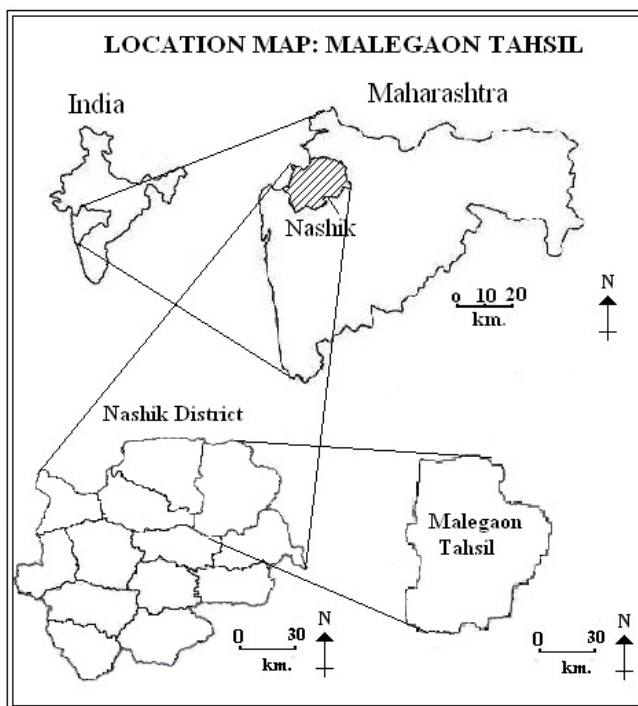 LOCATION MAP: MALEGAON TAHSIL
India
Maharashtra
Nashik
N
0 10 20
km.
Nashik District
Malegaon
Tahsil
N
0 30
km.
N
0 30
km.